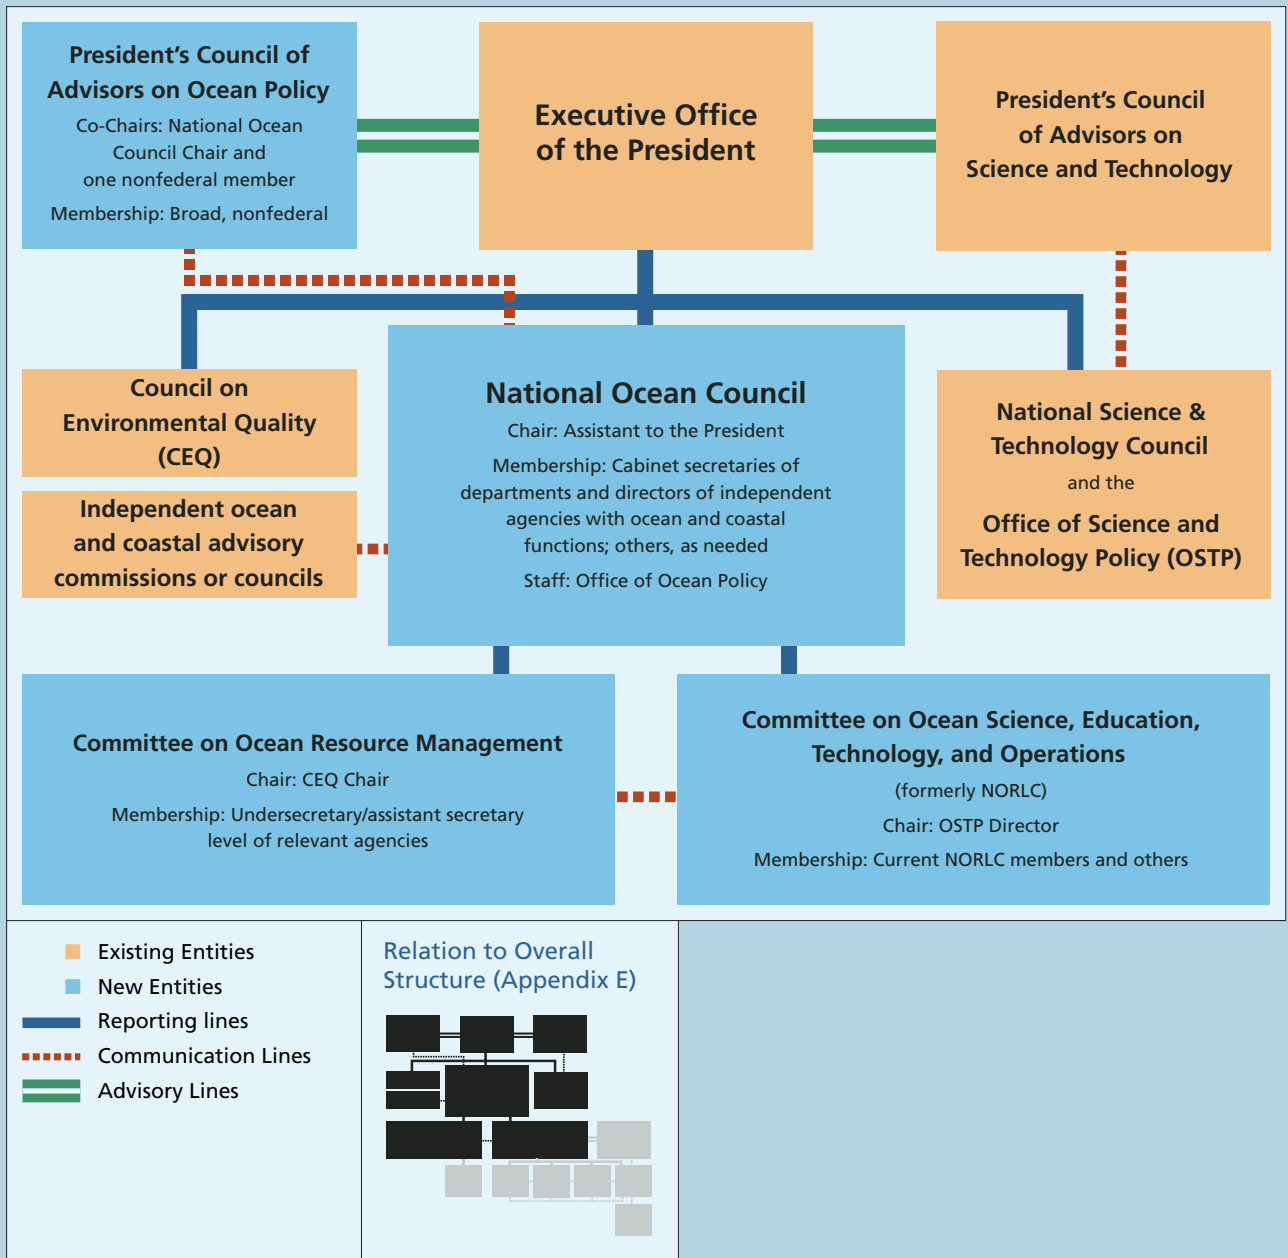 President’s Council of
Advisors on Ocean Policy
Co-Chairs: National Ocean
Council Chair and
one nonfederal member
Membership: Broad, nonfederal
Executive Office
of the President
President’s Council
of Advisors on
Science and Technology
Council on
Environmental Quality
(CEQ)
Independent ocean
and coastal advisory
commissions or councils
National Ocean Council
Chair: Assistant to the President
Membership: Cabinet secretaries of
departments and directors of independent
agencies with ocean and coastal
functions; others, as needed
Staff: Office of Ocean Policy
National Science &
Technology Council
and the
Office of Science and
Technology Policy (OSTP)
Committee on Ocean Resource Management
Chair: CEQ Chair
Membership: Undersecretary/assistant secretary
level of relevant agencies
Committee on Ocean Science, Education,
Technology, and Operations
(formerly NORLC)
Chair: OSTP Director
Membership: Current NORLC members and others
Existing Entities
New Entities
Reporting lines
Communication Lines
Advisory Lines
Relation to Overall
Structure (Appendix E)